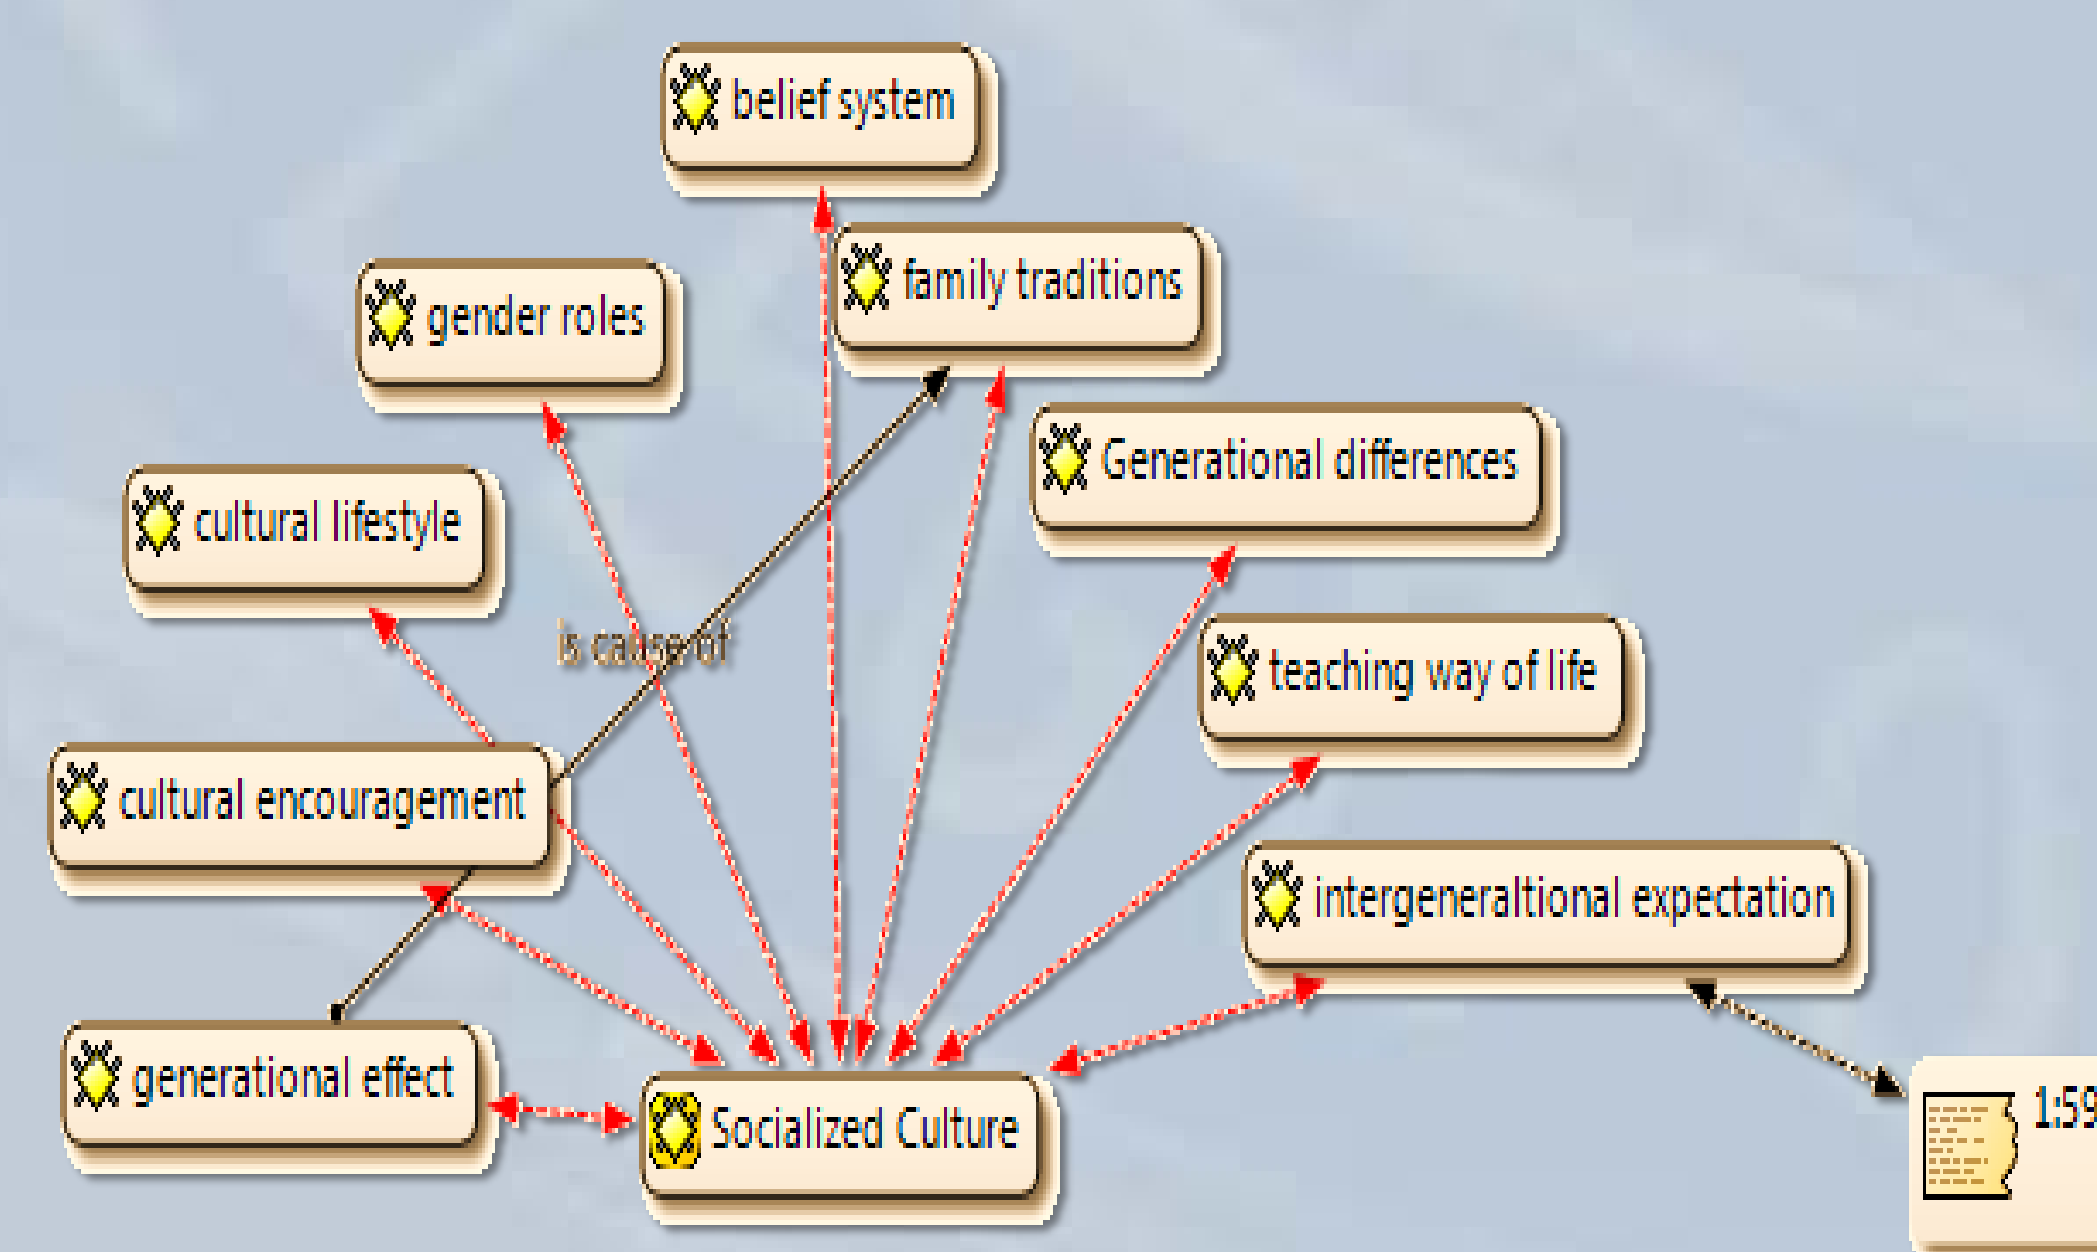 belief system
family traditions
gender roles
Generational differences
cultural lifestyle
is cause of
teaching way of life
cultural encouragement
intergeneraltional expectation
generational effect
Socialized Culture
1:59